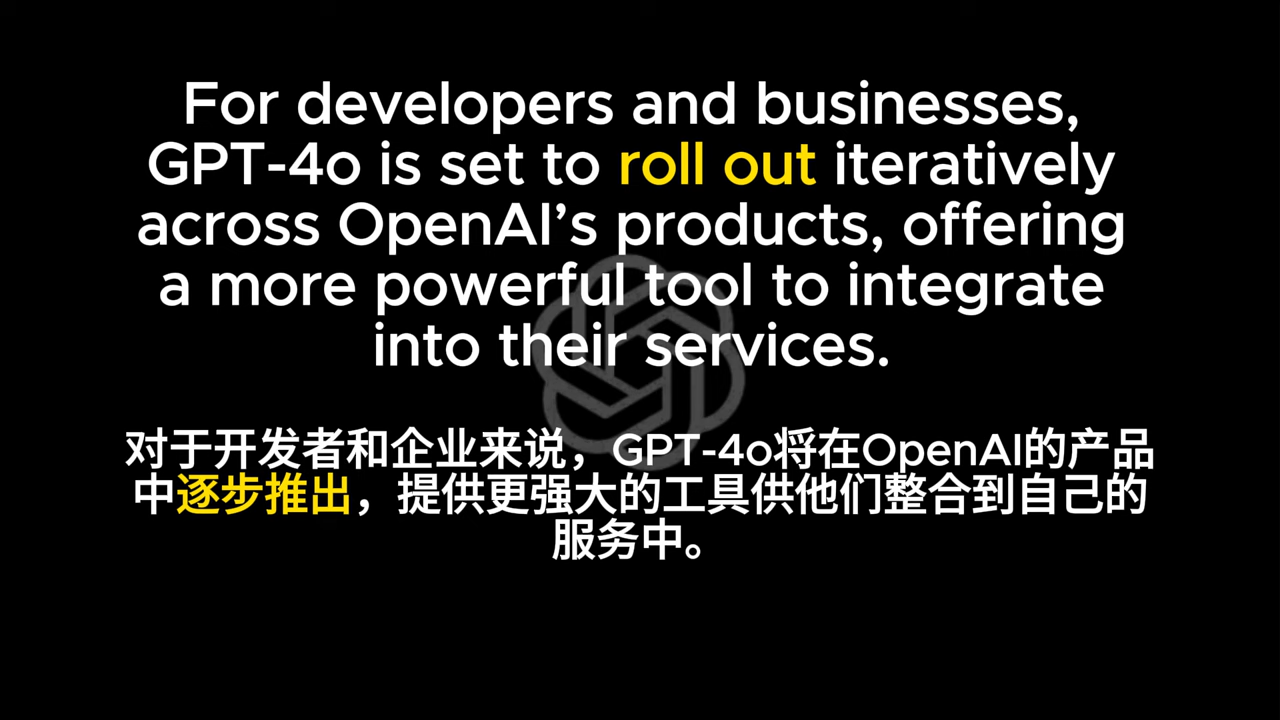 For developers and businesses,
GPT-4o is set to roll out iteratively
across OpenAI’s products, offering
a more powerful tool to integrate
into their services.
对于开发者和企业来说，GPT-4o将在OpenAI的产品
中逐步推出，提供更强大的工具供他们整合到自己的
服务中。